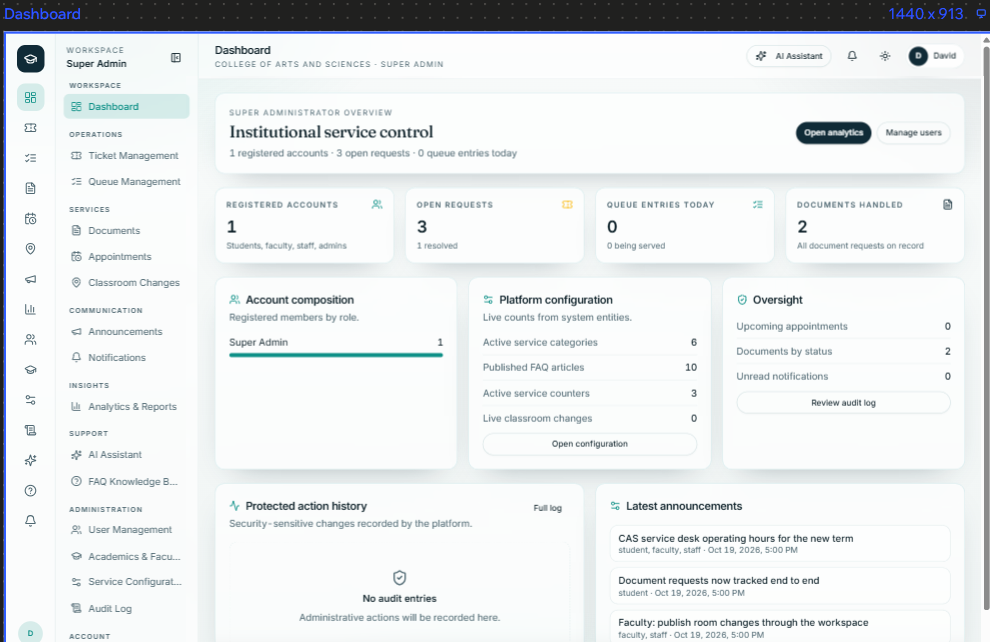 Dashboard
1440 x 913
WORKSPACE
Super Admin
WORKSPACE
Dashboard
OPERATIONS
Ticket Management
Queue Management
SERVICES
Documents
Appointments
Classroom Changes
COMMUNICATION
Announcements
Notifications
INSIGHTS
Analytics & Reports
SUPPORT
AI Assistant
FAQ Knowledge B...
ADMINISTRATION
User Management
Academics & Facu...
Service Configurat...
Audit Log
ACCOUNT
D
Dashboard
COLLEGE OF ARTS AND SCIENCES · SUPER ADMIN
AI Assistant
D David
SUPER ADMINISTRATOR OVERVIEW
Institutional service control
1 registered accounts · 3 open requests · 0 queue entries today
Open analytics
Manage users
REGISTERED ACCOUNTS
1
Students, faculty, staff, admins
OPEN REQUESTS
3
1 resolved
QUEUE ENTRIES TODAY
0
0 being served
DOCUMENTS HANDLED
2
All document requests on record
Account composition
Registered members by role.
Super Admin 1
Platform configuration
Live counts from system entities.
Active service categories 6
Published FAQ articles 10
Active service counters 3
Live classroom changes 0
Open configuration
Oversight
Upcoming appointments 0
Documents by status 2
Unread notifications 0
Review audit log
Protected action history
Full log
Security-sensitive changes recorded by the platform.
No audit entries
Administrative actions will be recorded here.
Latest announcements
CAS service desk operating hours for the new term
student, faculty, staff · Oct 19, 2026, 5:00 PM
Document requests now tracked end to end
student · Oct 19, 2026, 5:00 PM
Faculty: publish room changes through the workspace
faculty, staff · Oct 19, 2026, 5:00 PM